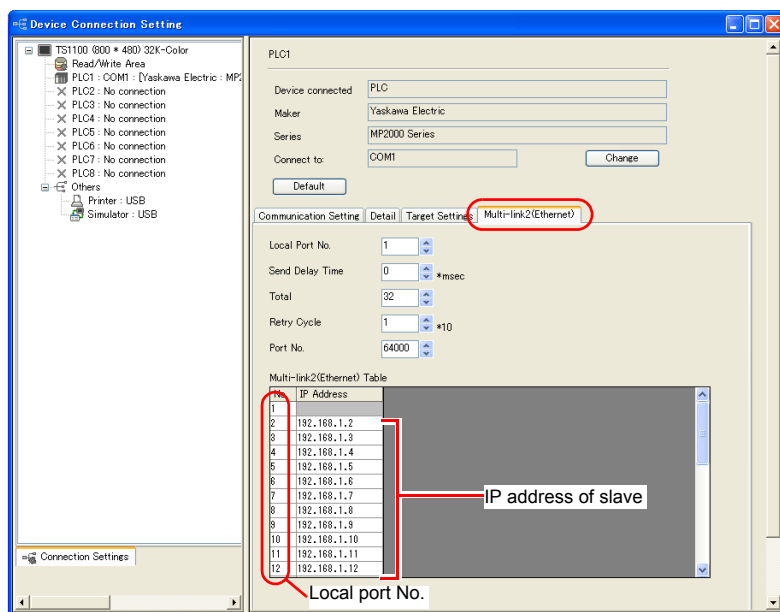 Device Connection Setting
TS1100 (800 * 480) 32K-Color
Read/Write Area
PLC1 : COM1 : [Yaskawa Electric : MP2
PLC2 : No connection
PLC3 : No connection
PLC4 : No connection
PLC5 : No connection
PLC6 : No connection
PLC7 : No connection
PLC8 : No connection
Others
Printer : USB
Simulator : USB
Connection Settings
PLC1
Device connected PLC
Maker Yaskawa Electric
Series MP2000 Series
Connect to: COM1 Change
Default
Communication Setting Detail Target Settings Multi-link2(Ethernet)
Local Port No. 1
Send Delay Time 0 *msec
Total 32
Retry Cycle 1 *10
Port No. 64000
Multi-link2(Ethernet) Table
No. IP Address
1
2 192.168.1.2
3 192.168.1.3
4 192.168.1.4
5 192.168.1.5
6 192.168.1.6
7 192.168.1.7
8 192.168.1.8
9 192.168.1.9
10 192.168.1.10
11 192.168.1.11
12 192.168.1.12
IP address of slave
Local port No.